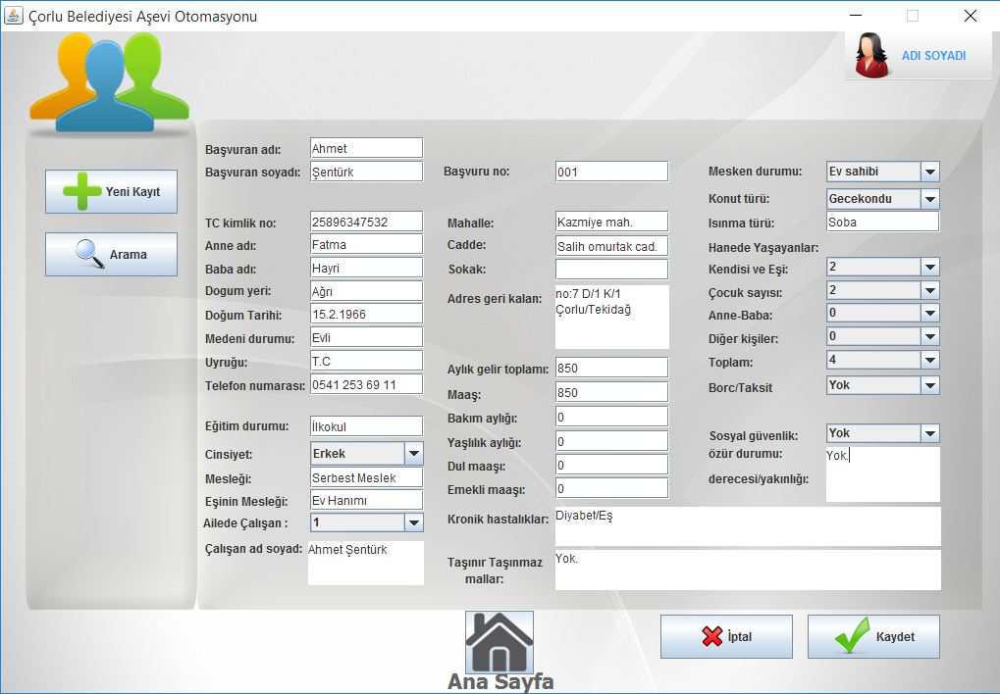 Çorlu Belediyesi Aşevi Otomasyonu
ADI SOYADI
Yeni Kayıt
Arama
Başvuran adı: Ahmet
Başvuran soyadı: Şentürk
TC kimlik no: 25896347532
Anne adı: Fatma
Baba adı: Hayri
Dogum yeri: Ağrı
Doğum Tarihi: 15.2.1966
Medeni durumu: Evli
Uyruğu: T.C
Telefon numarası: 0541 253 69 11
Eğitim durumu: İlkokul
Cinsiyet: Erkek
Mesleği: Serbest Meslek
Eşinin Mesleği: Ev Hanımı
Ailede Çalışan : 1
Çalışan ad soyad: Ahmet Şentürk
Başvuru no: 001
Mahalle: Kazmiye mah.
Cadde: Salih omurtak cad.
Sokak:
Adres geri kalan: no:7 D/1 K/1
Çorlu/Tekidağ
Aylık gelir toplamı: 850
Maaş: 850
Bakım aylığı: 0
Yaşlılık aylığı: 0
Dul maaşı: 0
Emekli maaşı: 0
Kronik hastalıklar: Diyabef/Eş
Taşınır Taşınmaz
mallar:
Yok.
Mesken durumu: Ev sahibi
Konut türü: Gecekondu
Isınma türü: Soba
Hanede Yaşayanlar:
Kendisi ve Eşi: 2
Çocuk sayısı: 2
Anne-Baba: 0
Diğer kişiler: 0
Toplam: 4
Borc/Taksit Yok
Sosyal güvenlik: Yok
özür durumu: Yok.
derecesi/yakınlığı:
Ana Sayfa
İptal
Kaydet